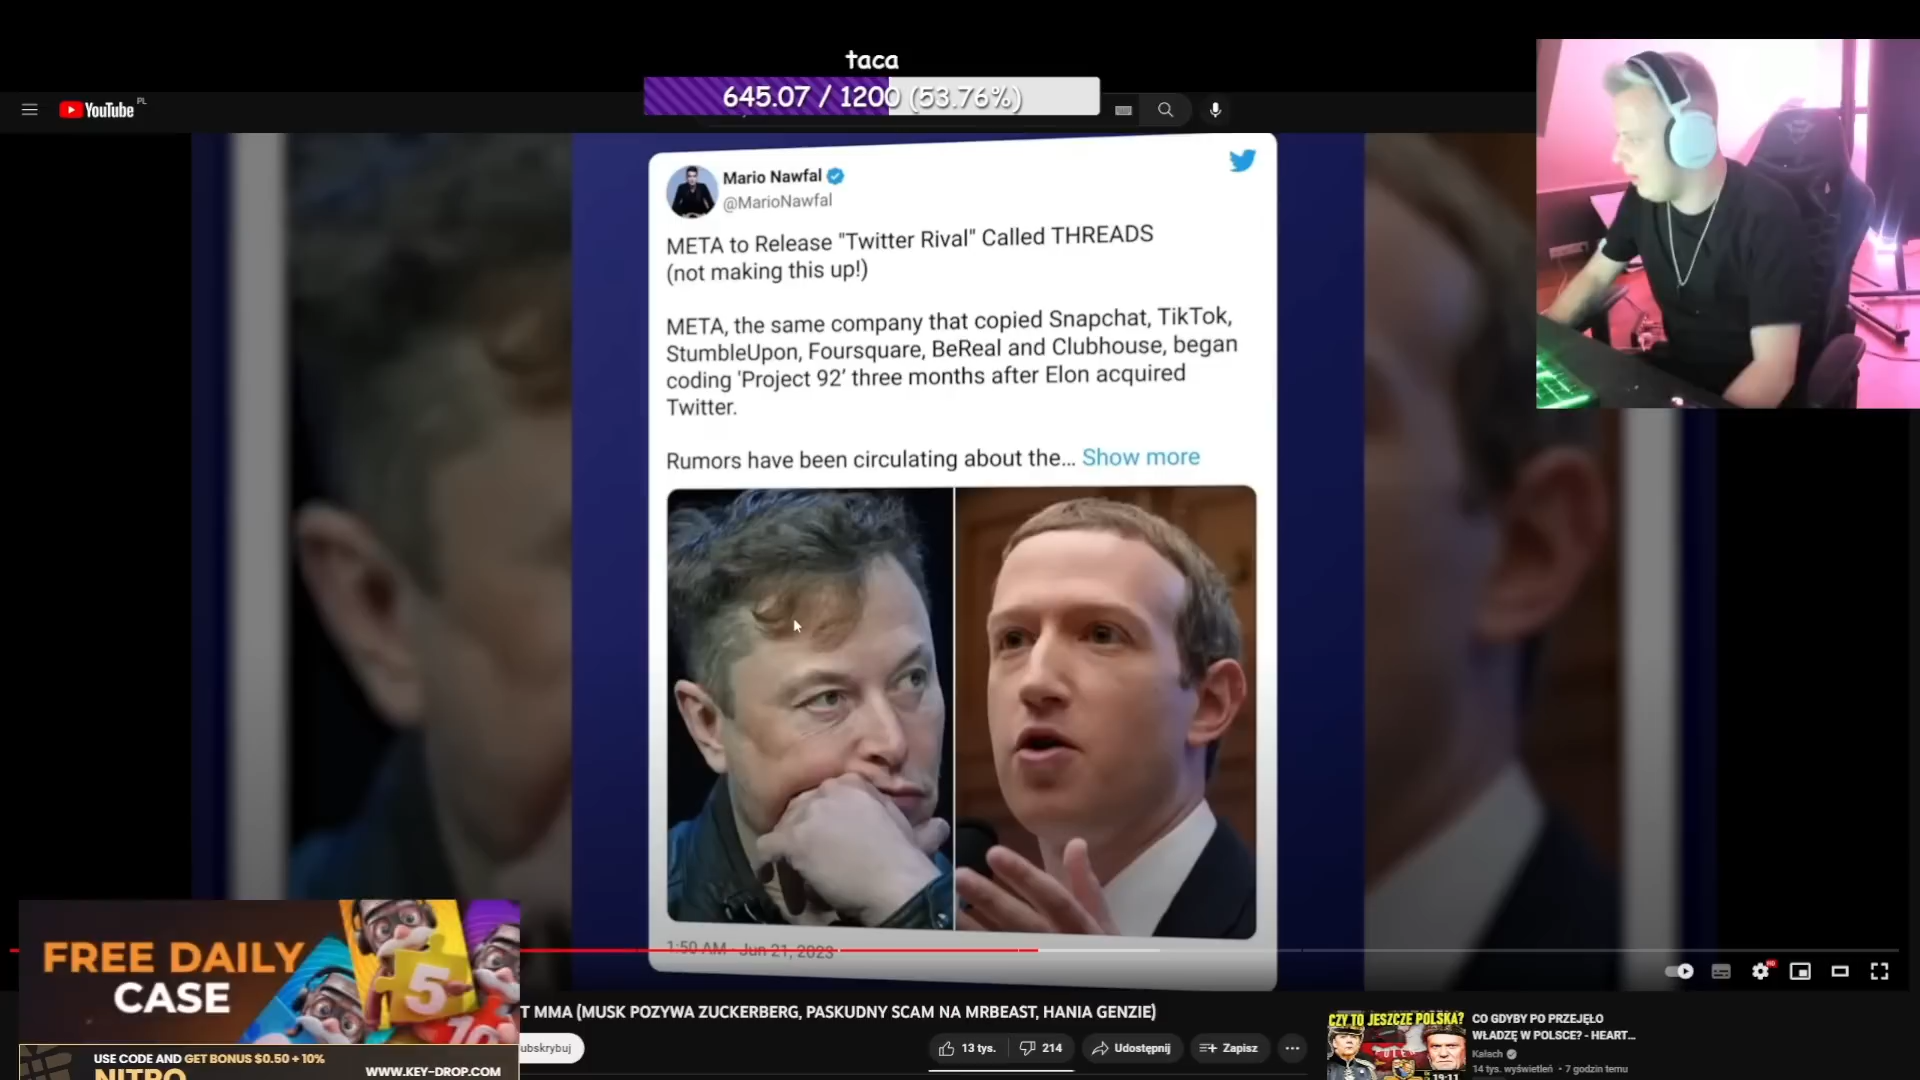 taca
645.07 / 1200 (53.76%)
YouTube PL
Mario Nawfal
@MarioNawfal
META to Release "Twitter Rival" Called THREADS
(not making this up!)
META, the same company that copied Snapchat, TikTok,
StumbleUpon, Foursquare, BeReal and Clubhouse, began
coding 'Project 92' three months after Elon acquired
Twitter.
Rumors have been circulating about the... Show more
1:50 AM - Jun 21, 2023
FREE DAILY
CASE
5
10
USE CODE AND GET BONUS $0.50 + 10%
NITRO
WWW.KEY-DROP.COM
T MMA (MUSK POZYWA ZUCKERBERG, PASKUDNY SCAM NA MRBEAST, HANIA GENZIE)
ubskrybuj
13 tys.
214
Udostępnij
Zapisz
HD
CZY TO JESZCZE POLSKA?
19:11
CO GDYBY PO PRZEJĘŁO
WŁADZĘ W POLSCE? - HEART...
Kałach
14 tys. wyświetleń • 7 godzin temu